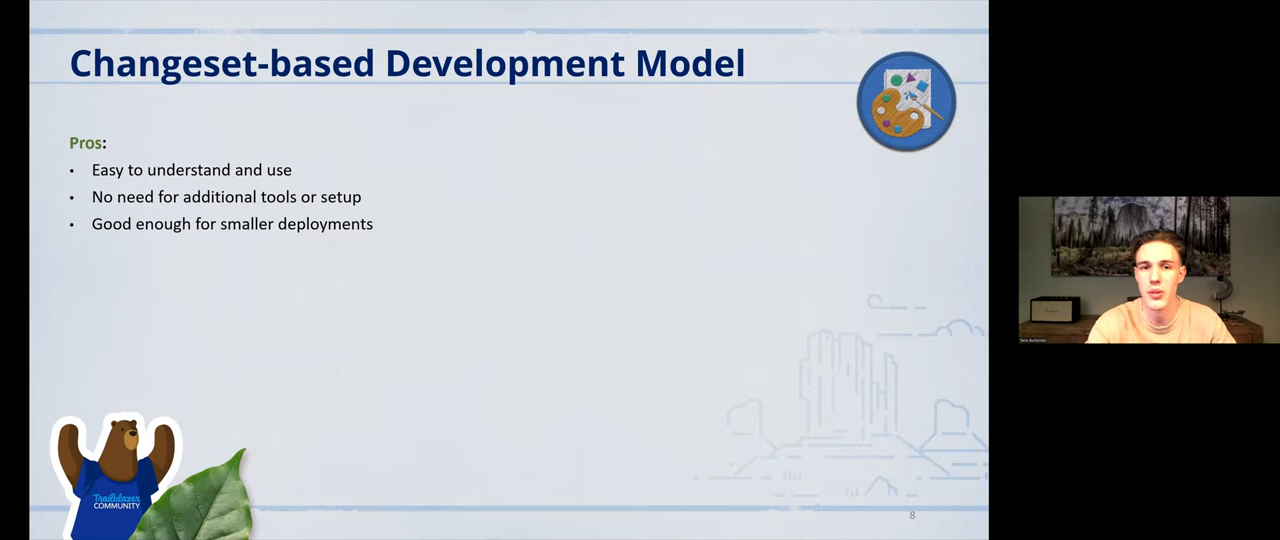 Changeset-based Development Model
Pros:
• Easy to understand and use
• No need for additional tools or setup
• Good enough for smaller deployments
Trailblazer
COMMUNITY
8